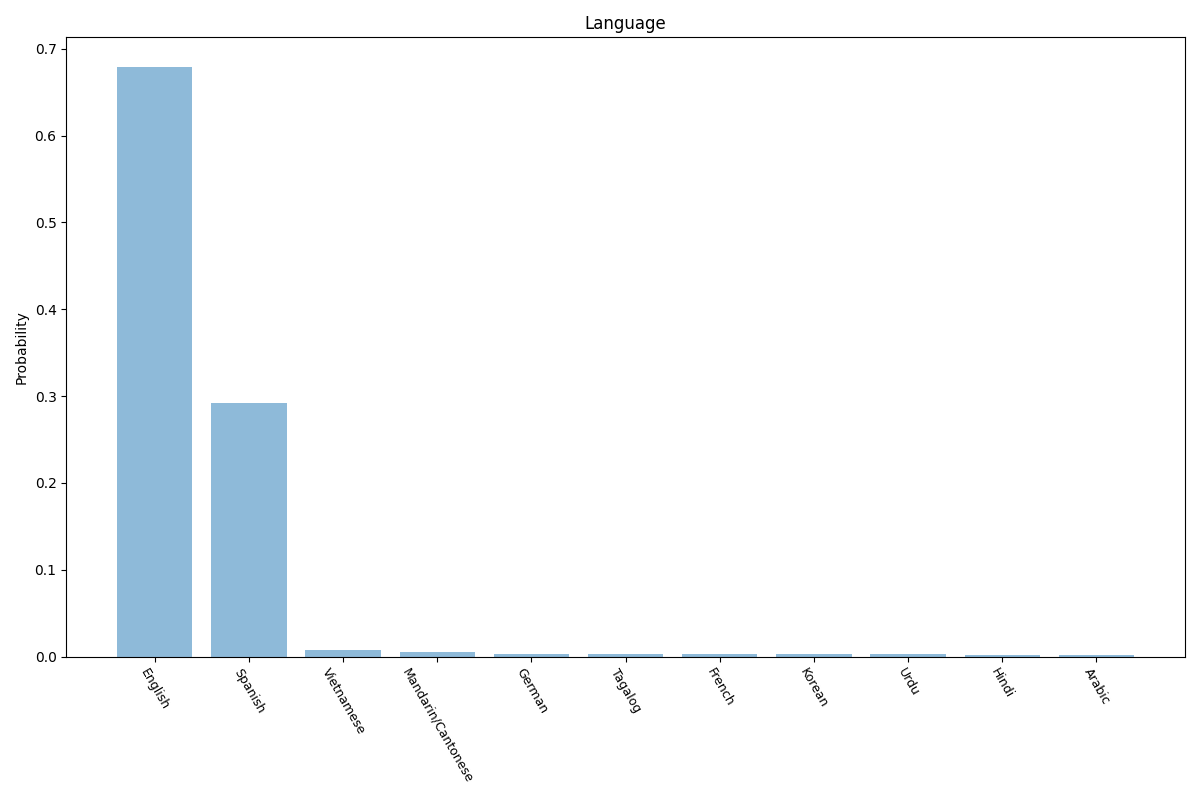 Language
Probability
0.7
0.6
0.5
0.4
0.3
0.2
0.1
0.0
English
Spanish
Vietnamese
Mandarin/Cantonese
German
Tagalog
French
Korean
Urdu
Hindi
Arabic